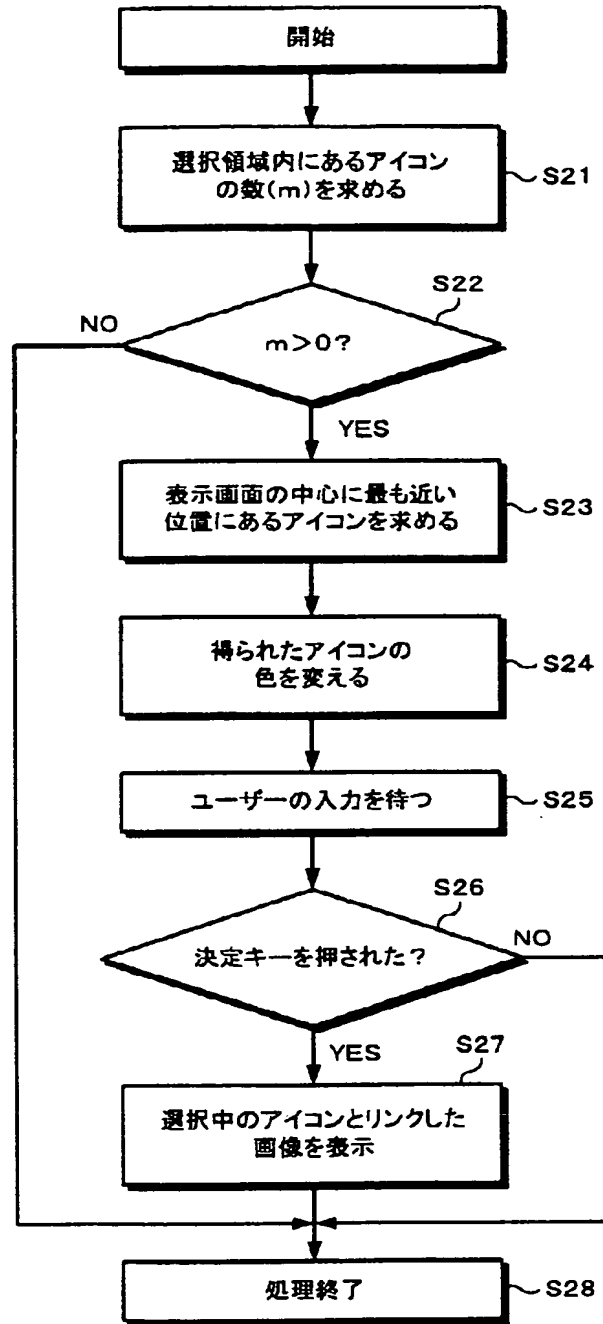 開始
選択領域内にあるアイコン
の数(m)を求める
S21
S22
NO
m>0?
YES
表示画面の中心に最も近い
位置にあるアイコンを求める
S23
得られたアイコンの
色を変える
S24
ユーザーの入力を待つ
S25
S26
NO
決定キーを押された?
YES
S27
選択中のアイコンとリンクした
画像を表示
処理終了
S28